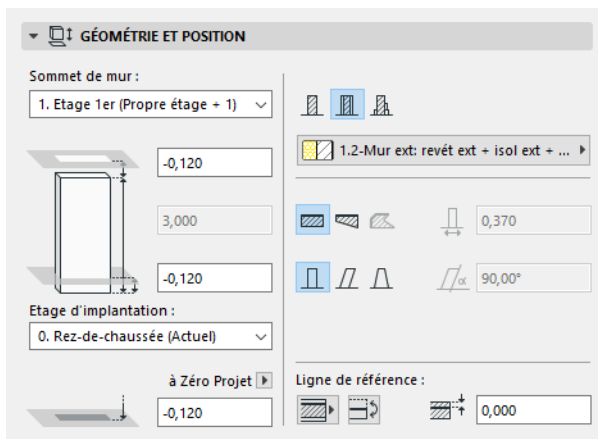 GÉOMÉTRIE ET POSITION
Sommet de mur :
1. Etage 1er (Propre étage + 1)
-0,120
3,000
-0,120
Etage d'implantation :
0. Rez-de-chaussée (Actuel)
à Zéro Projet
-0,120
1.2-Mur ext: revét ext + isol ext + ...
0,370
α
90,00°
Ligne de référence :
0,000